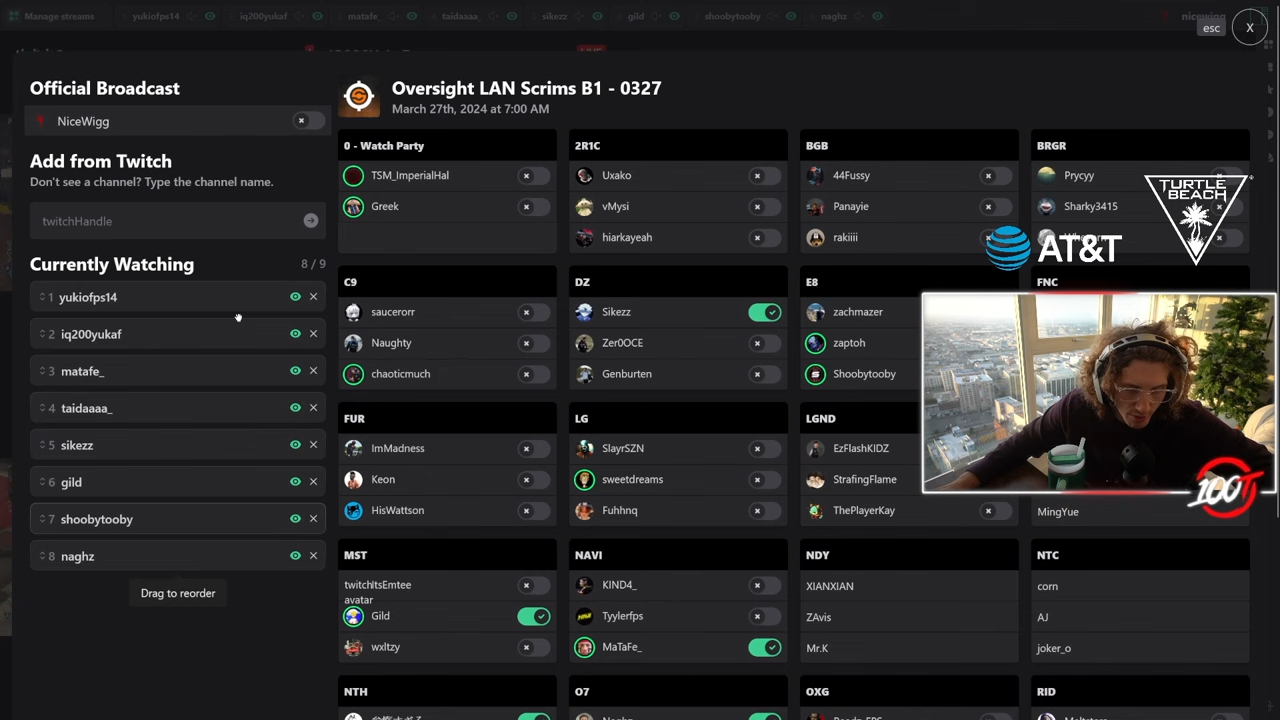 Manage streams
yukiofps14
iq200yukaf
matafe_
taidaaa_
sikezz
gild
shoobytooby
naghz
nicewigg
esc
X
LIVE
Official Broadcast
NiceWigg
Add from Twitch
Don't see a channel? Type the channel name.
twitchHandle
Currently Watching
8 / 9
1 yukiofps14
2 iq200yukaf
3 matafe_
4 taidaaaa_
5 sikezz
6 gild
7 shoobytooby
8 naghz
Drag to reorder
Oversight LAN Scrims B1 - 0327
March 27th, 2024 at 7:00 AM
0 - Watch Party
TSM_ImperialHal
Greek
2R1C
Uxako
vMysi
hiarkayeah
BGB
44Fussy
Panayie
rakiiii
BRGR
Prycyy
Sharky3415
TURTLE
BEACH
AT&T
C9
saucerorr
Naughty
chaoticmuch
DZ
Sikezz
Zer0OCE
Genburten
E8
zachmazer
zaptoh
Shoobytooby
FNC
FUR
ImMadness
Keon
HisWattson
LG
SlayrSZN
sweetdreams
Fuhhnq
LGND
EzFlashKIDZ
StrafingFlame
ThePlayerKay
MingYue
100T
MST
twitchItsEmtee
avatar
Gild
wxltzy
NAVI
KIND4_
Tyylerfps
MaTaFe_
NDY
XIANXIAN
ZAvis
Mr.K
NTC
corn
AJ
joker_o
NTH
O7
Naghz
OXG
RID